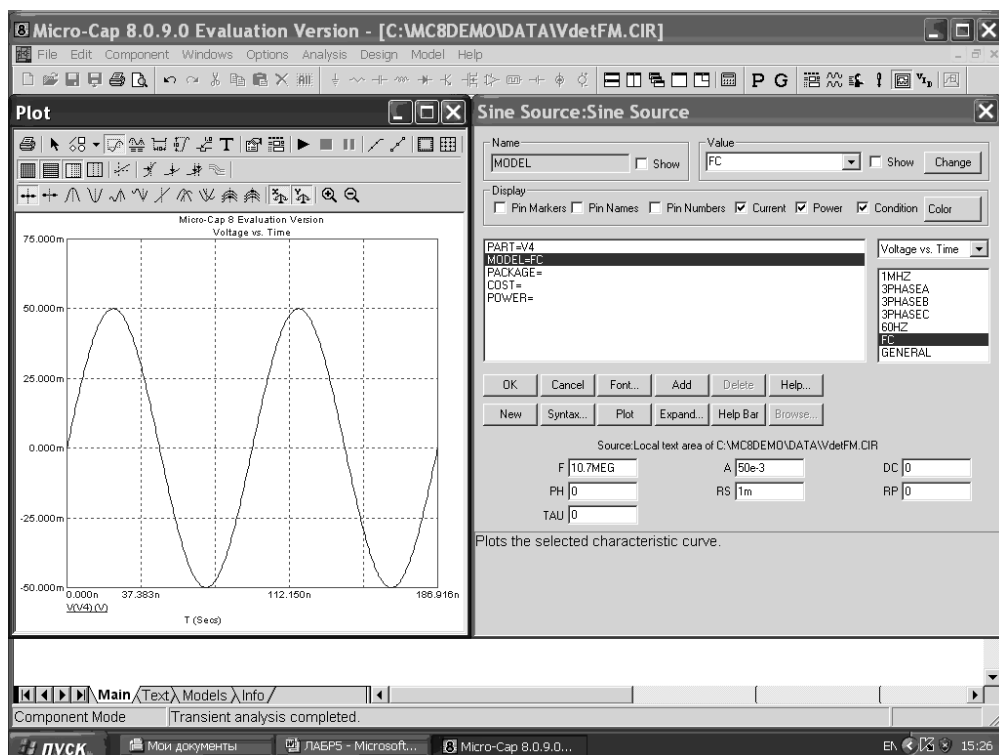 Micro-Cap 8.0.9.0 Evaluation Version - [C:\MC8DEMO\DATA\VdetFM.CIR]
File Edit Component Windows Options Analysis Design Model Help
P G
Plot
T
Micro-Cap 8 Evaluation Version
Voltage vs. Time
75.000m
50.000m
25.000m
0.000m
-25.000m
-50.000m
0.000n 37.383n 112.150n 186.916n
V(V4) (V)
T (Secs)
Sine Source:Sine Source
Name
MODEL Show
Value
FC Show Change
Display
Pin Markers Pin Names Pin Numbers Current Power Condition Color
PART=V4
MODEL=FC
PACKAGE=
COST=
POWER=
Voltage vs. Time
1MHZ
3PHASEA
3PHASEB
3PHASEC
60HZ
FC
GENERAL
OK Cancel Font... Add Delete Help...
New Syntax... Plot Expand... Help Bar Browse...
Source:Local text area of C:\MC8DEMO\DATA\VdetFM.CIR
F 10.7MEG A 50e-3 DC 0
PH 0 RS 1m RP 0
TAU 0
Plots the selected characteristic curve.
Main Text Models Info
Component Mode Transient analysis completed.
пуск Мои документы ЛАБР5 - Microsoft... Micro-Cap 8.0.9.0... EN 15:26